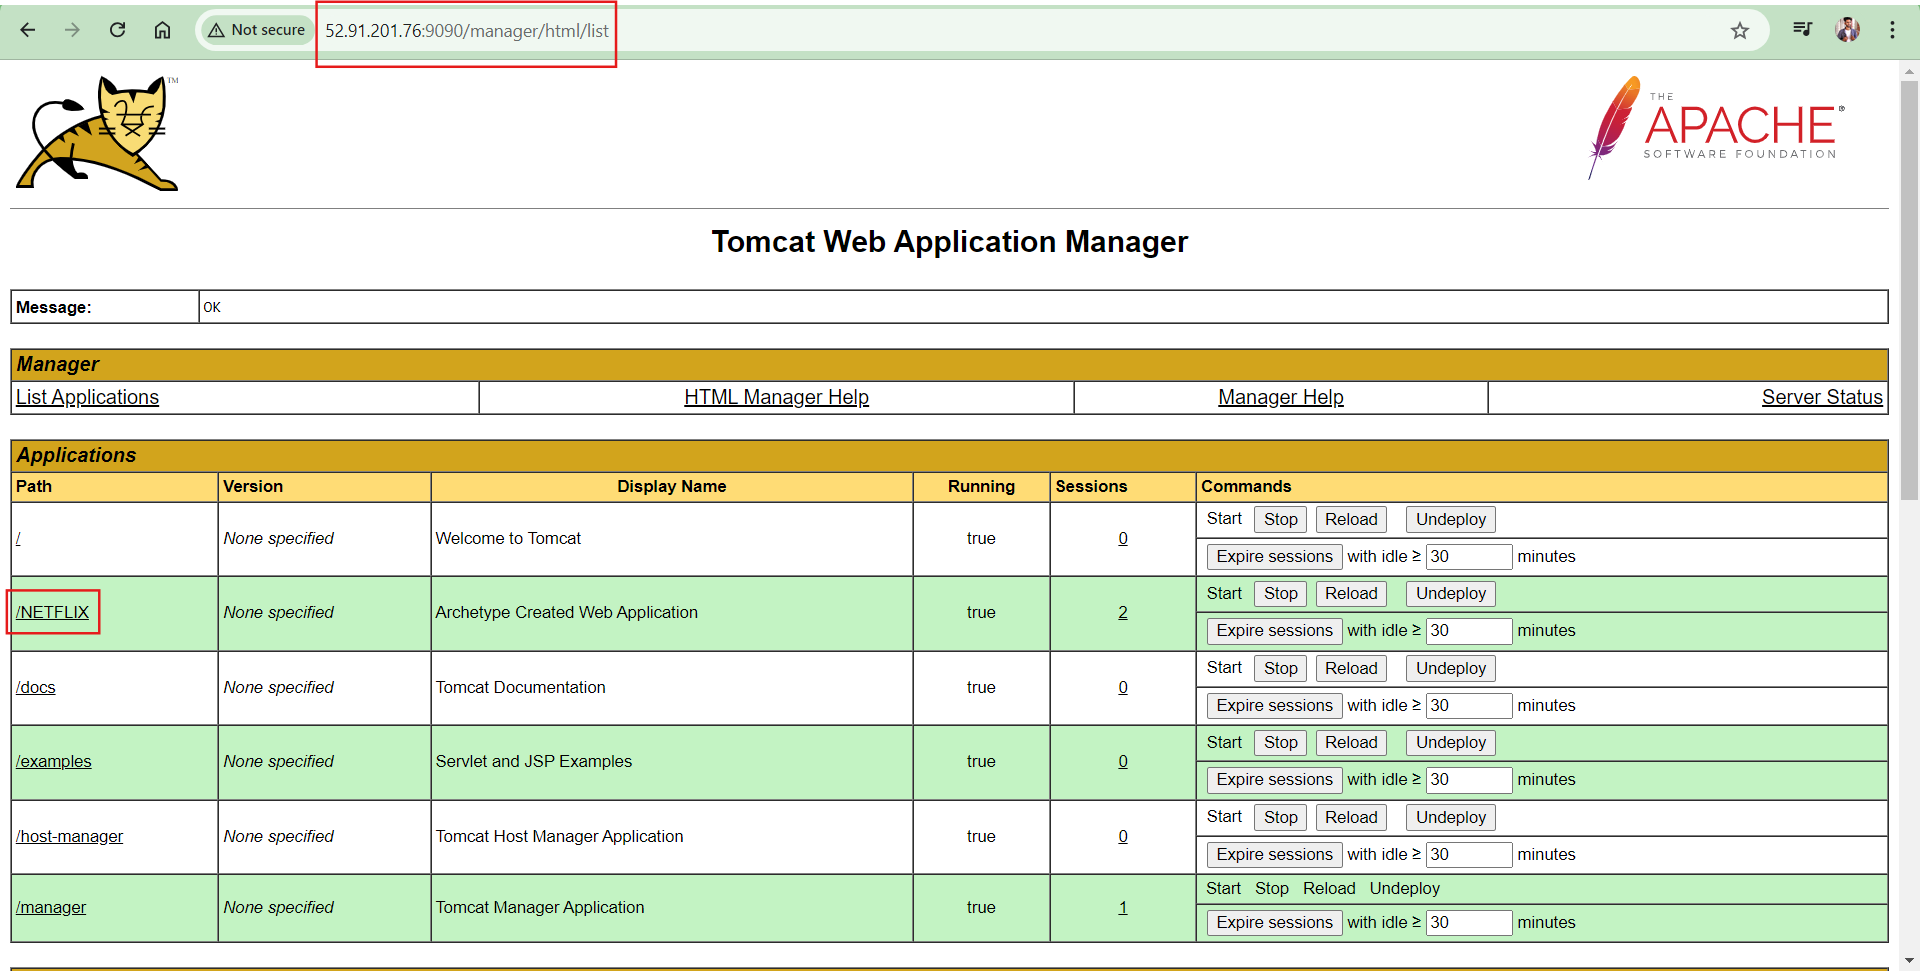 Not secure 52.91.201.76:9090/manager/html/list
TM
THE
APACHE®
SOFTWARE FOUNDATION
Tomcat Web Application Manager
Message: OK
Manager
List Applications HTML Manager Help Manager Help Server Status
Applications
Path Version Display Name Running Sessions Commands
/ None specified Welcome to Tomcat true 0 Start Stop Reload Undeploy
Expire sessions with idle ≥ 30 minutes
/NETFLIX None specified Archetype Created Web Application true 2 Start Stop Reload Undeploy
Expire sessions with idle ≥ 30 minutes
/docs None specified Tomcat Documentation true 0 Start Stop Reload Undeploy
Expire sessions with idle ≥ 30 minutes
/examples None specified Servlet and JSP Examples true 0 Start Stop Reload Undeploy
Expire sessions with idle ≥ 30 minutes
/host-manager None specified Tomcat Host Manager Application true 0 Start Stop Reload Undeploy
Expire sessions with idle ≥ 30 minutes
/manager None specified Tomcat Manager Application true 1 Start Stop Reload Undeploy
Expire sessions with idle ≥ 30 minutes